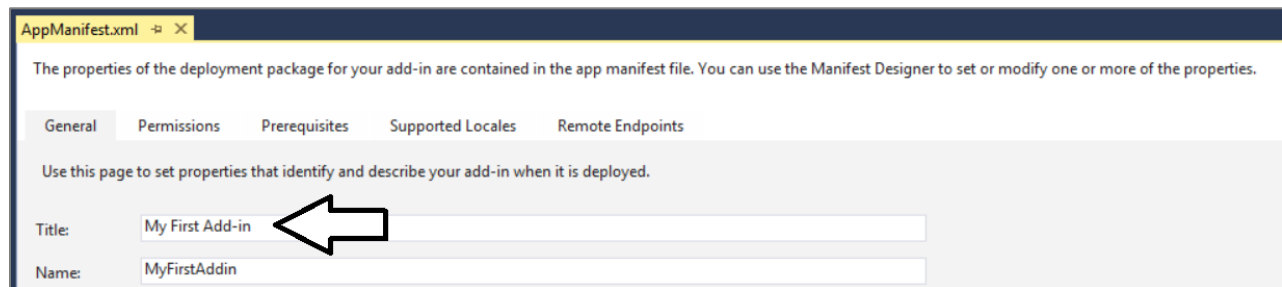 AppManifest.xml
The properties of the deployment package for your add-in are contained in the app manifest file. You can use the Manifest Designer to set or modify one or more of the properties.
General Permissions Prerequisites Supported Locales Remote Endpoints
Use this page to set properties that identify and describe your add-in when it is deployed.
Title: My First Add-in
Name: MyFirstAddin